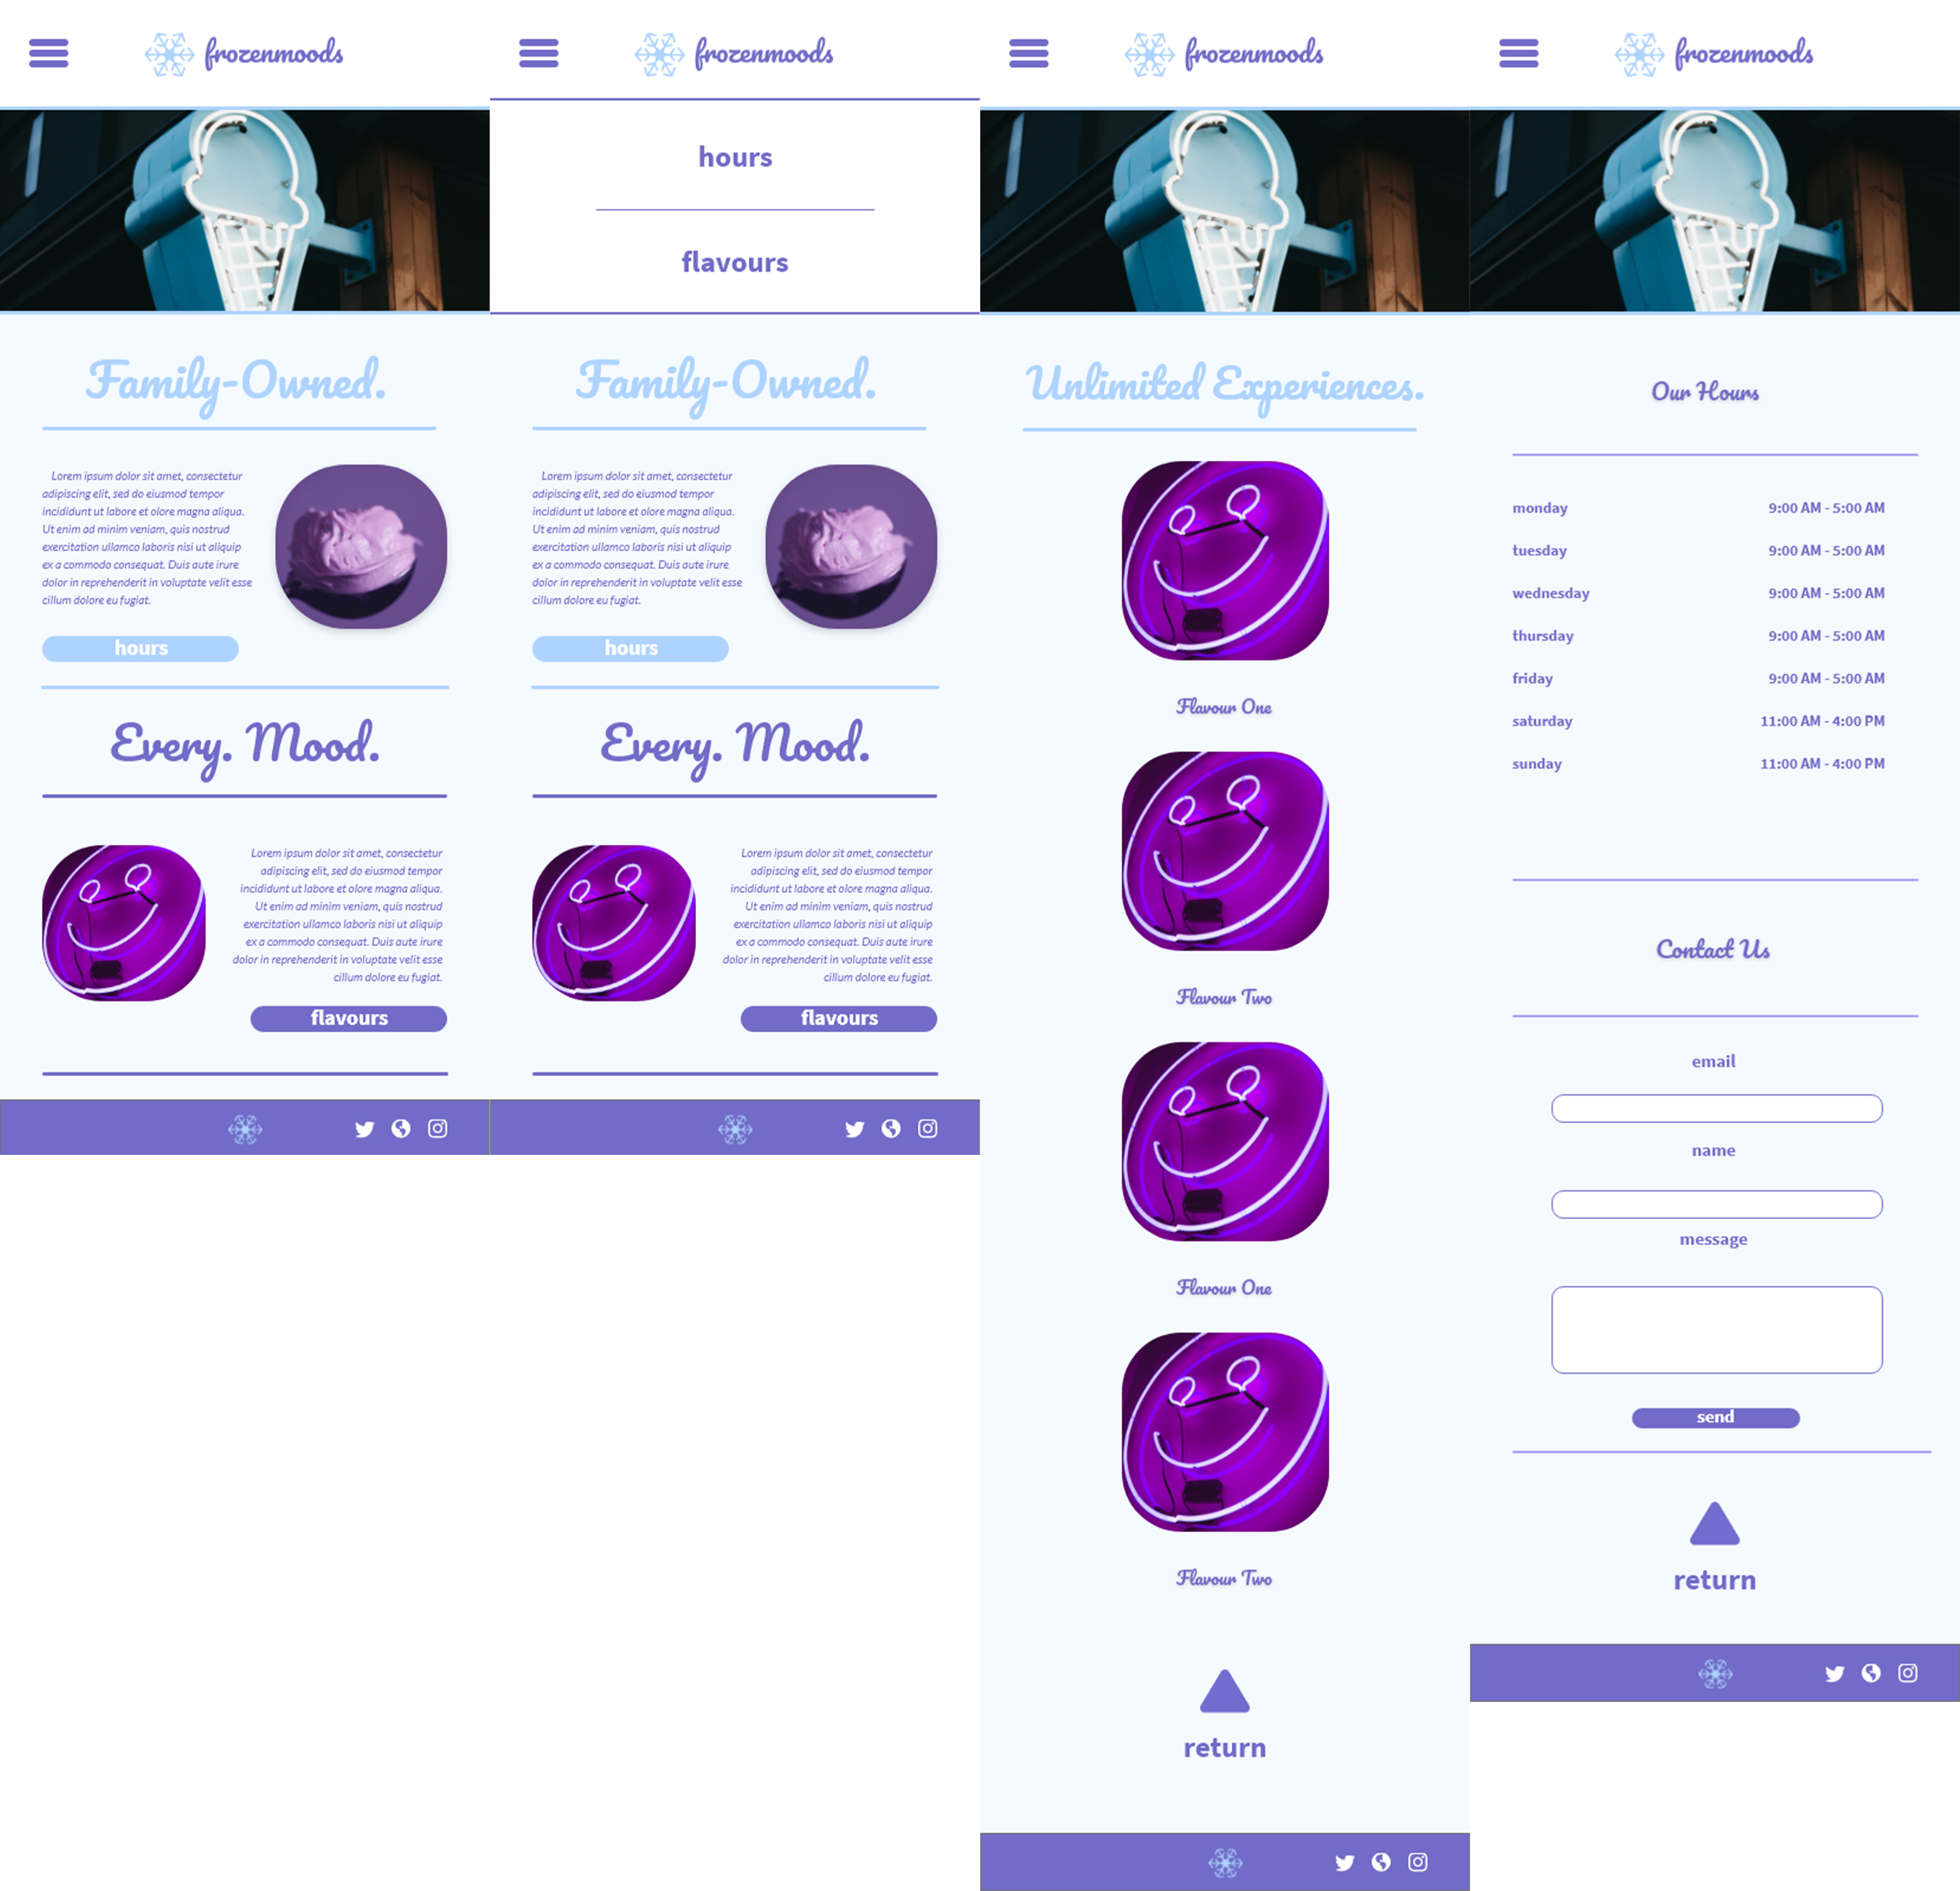 frozenmoods
Family-Owned.
Lorem ipsum dolor sit amet, consectetur
adipiscing elit, sed do eiusmod tempor
incididunt ut labore et olore magna aliqua.
Ut enim ad minim veniam, quis nostrud
exercitation ullamco laboris nisi ut aliquip
ex a commodo consequat. Duis aute irure
dolor in reprehenderit in voluptate velit esse
cillum dolore eu fugiat.
hours
Every. Mood.
Lorem ipsum dolor sit amet, consectetur
adipiscing elit, sed do eiusmod tempor
incididunt ut labore et olore magna aliqua.
Ut enim ad minim veniam, quis nostrud
exercitation ullamco laboris nisi ut aliquip
ex a commodo consequat. Duis aute irure
dolor in reprehenderit in voluptate velit esse
cillum dolore eu fugiat.
flavours
frozenmoods
hours
flavours
Family-Owned.
Lorem ipsum dolor sit amet, consectetur
adipiscing elit, sed do eiusmod tempor
incididunt ut labore et olore magna aliqua.
Ut enim ad minim veniam, quis nostrud
exercitation ullamco laboris nisi ut aliquip
ex a commodo consequat. Duis aute irure
dolor in reprehenderit in voluptate velit esse
cillum dolore eu fugiat.
hours
Every. Mood.
Lorem ipsum dolor sit amet, consectetur
adipiscing elit, sed do eiusmod tempor
incididunt ut labore et olore magna aliqua.
Ut enim ad minim veniam, quis nostrud
exercitation ullamco laboris nisi ut aliquip
ex a commodo consequat. Duis aute irure
dolor in reprehenderit in voluptate velit esse
cillum dolore eu fugiat.
flavours
frozenmoods
Unlimited Experiences.
Flavour One
Flavour Two
Flavour One
Flavour Two
return
frozenmoods
Our Hours
monday 9:00 AM - 5:00 AM
tuesday 9:00 AM - 5:00 AM
wednesday 9:00 AM - 5:00 AM
thursday 9:00 AM - 5:00 AM
friday 9:00 AM - 5:00 AM
saturday 11:00 AM - 4:00 PM
sunday 11:00 AM - 4:00 PM
Contact Us
email
name
message
send
return